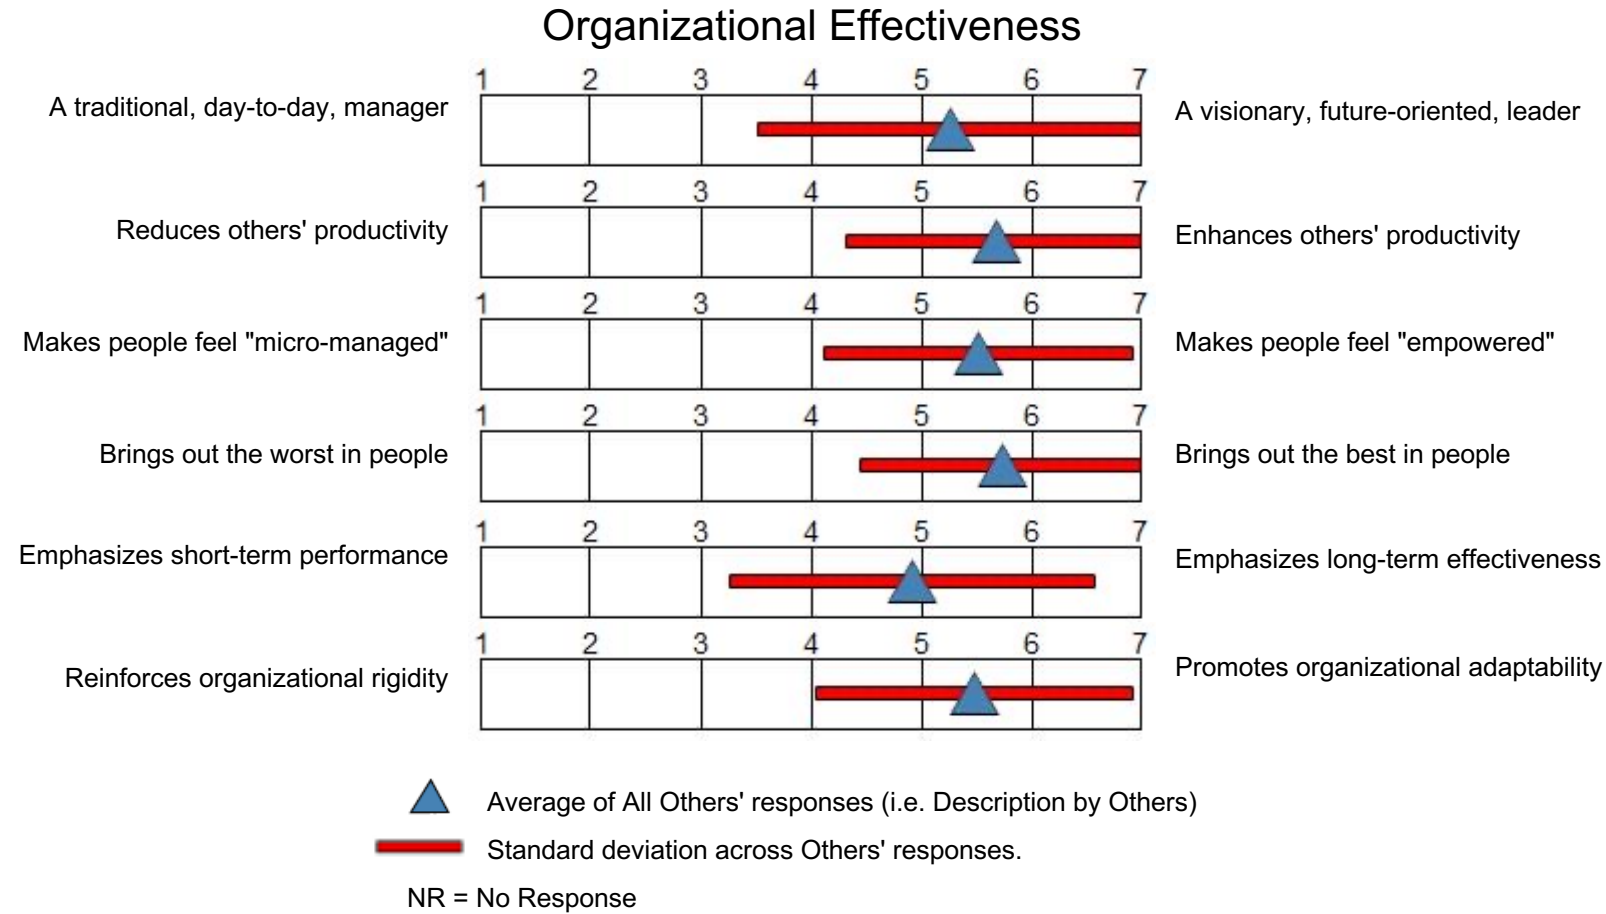 Organizational Effectiveness
1 2 3 4 5 6 7
A traditional, day-to-day, manager
A visionary, future-oriented, leader
1 2 3 4 5 6 7
Reduces others' productivity
Enhances others' productivity
1 2 3 4 5 6 7
Makes people feel "micro-managed"
Makes people feel "empowered"
1 2 3 4 5 6 7
Brings out the worst in people
Brings out the best in people
1 2 3 4 5 6 7
Emphasizes short-term performance
Emphasizes long-term effectiveness
1 2 3 4 5 6 7
Reinforces organizational rigidity
Promotes organizational adaptability
Average of All Others' responses (i.e. Description by Others)
Standard deviation across Others' responses.
NR = No Response